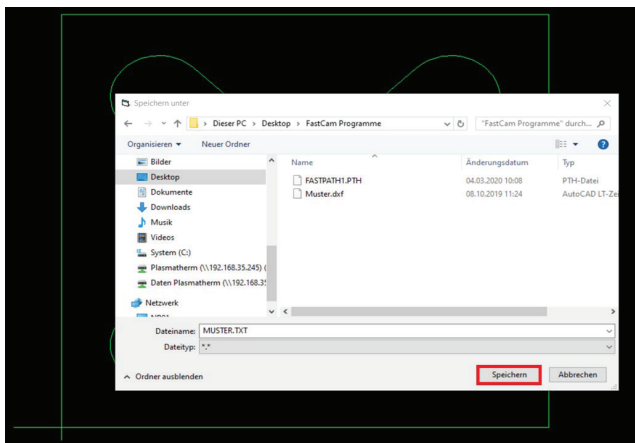 Speichern unter
Dieser PC > Desktop > FastCam Programme
"FastCam Programme" durch...
Organisieren
Neuer Ordner
Bilder
Desktop
Dokumente
Downloads
Musik
Videos
System (C:)
Plasmatherm (\\192.168.35.245) (
Daten Plasmatherm (\\192.168.35
Netzwerk
Name
Änderungsdatum
Typ
FASTPATH1.PTH
04.03.2020 10:08
PTH-Datei
Muster.dxf
08.10.2019 11:24
AutoCAD LT-Zei
Dateiname: MUSTER.TXT
Dateityp: *.*
Ordner ausblenden
Speichern
Abbrechen